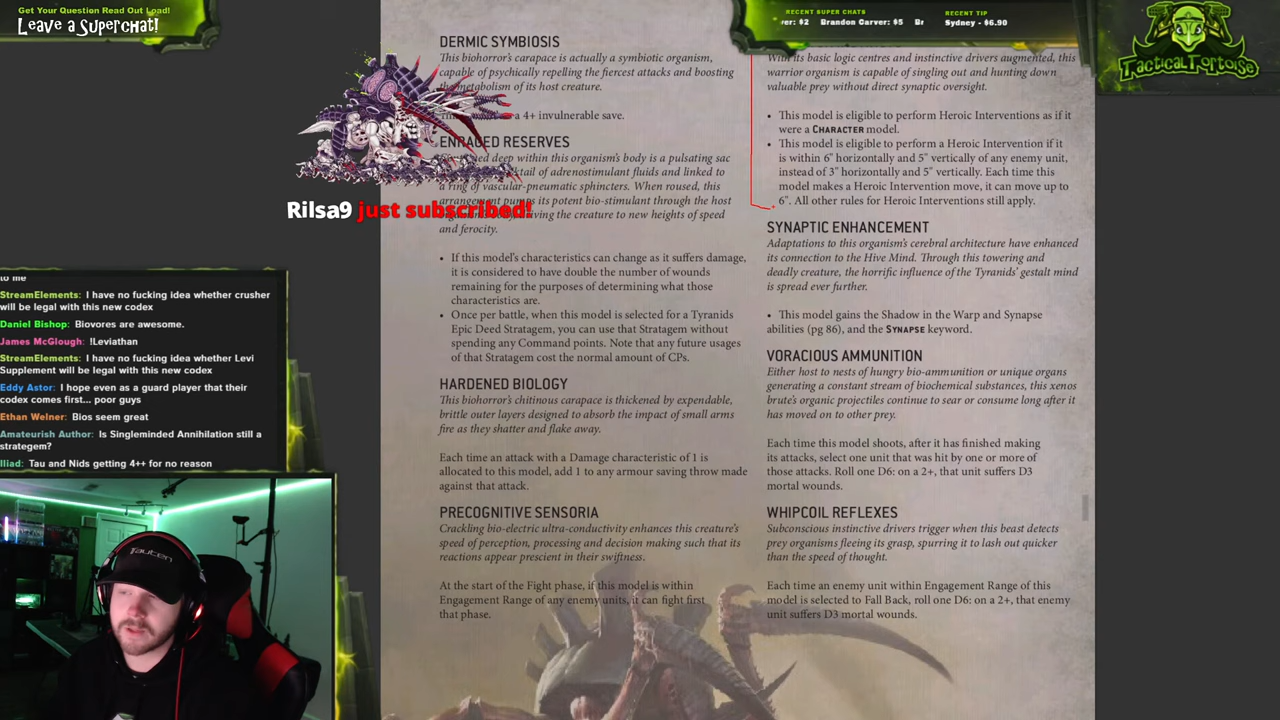 Get Your Question Read Out Load!
Leave a Superchat!
RECENT SUPER CHATS
ver: $2 Brandon Carver: $5 Br
RECENT TIP
Sydney - $6.90
TacticalTortoise
DERMIC SYMBIOSIS
This biohorror's carapace is actually a symbiotic organism,
capable of psychically repelling the fiercest attacks and boosting
the metabolism of its host creature.
a 4+ invulnerable save.
ENRAGED RESERVES
deep within this organism's body is a pulsating sac
tail of adrenostimulant fluids and linked to
a ring of vascular-pneumatic sphincters. When roused, this
arrangement pumps its potent bio-stimulant through the host
driving the creature to new heights of speed
and ferocity.
• If this model's characteristics can change as it suffers damage,
it is considered to have double the number of wounds
remaining for the purposes of determining what those
characteristics are.
• Once per battle, when this model is selected for a Tyranids
Epic Deed Stratagem, you can use that Stratagem without
spending any Command points. Note that any future usages
of that Stratagem cost the normal amount of CPs.
HARDENED BIOLOGY
This biohorror's chitinous carapace is thickened by expendable,
brittle outer layers designed to absorb the impact of small arms
fire as they shatter and flake away.
Each time an attack with a Damage characteristic of 1 is
allocated to this model, add 1 to any armour saving throw made
against that attack.
PRECOGNITIVE SENSORIA
Crackling bio-electric ultra-conductivity enhances this creature's
speed of perception, processing and decision making such that its
reactions appear prescient in their swiftness.
At the start of the Fight phase, if this model is within
Engagement Range of any enemy units, it can fight first
that phase.
With its basic logic centres and instinctive drivers augmented, this
warrior organism is capable of singling out and hunting down
valuable prey without direct synaptic oversight.
• This model is eligible to perform Heroic Interventions as if it
were a CHARACTER model.
• This model is eligible to perform a Heroic Intervention if it
is within 6" horizontally and 5" vertically of any enemy unit,
instead of 3" horizontally and 5" vertically. Each time this
model makes a Heroic Intervention move, it can move up to
6". All other rules for Heroic Interventions still apply.
SYNAPTIC ENHANCEMENT
Adaptations to this organism's cerebral architecture have enhanced
its connection to the Hive Mind. Through this towering and
deadly creature, the horrific influence of the Tyranids' gestalt mind
is spread ever further.
• This model gains the Shadow in the Warp and Synapse
abilities (pg 86), and the SYNAPSE keyword.
VORACIOUS AMMUNITION
Either host to nests of hungry bio-ammunition or unique organs
generating a constant stream of biochemical substances, this xenos
brute's organic projectiles continue to sear or consume long after it
has moved on to other prey.
Each time this model shoots, after it has finished making
its attacks, select one unit that was hit by one or more of
those attacks. Roll one D6: on a 2+, that unit suffers D3
mortal wounds.
WHIPCOIL REFLEXES
Subconscious instinctive drivers trigger when this beast detects
prey organisms fleeing its grasp, spurring it to lash out quicker
than the speed of thought.
Each time an enemy unit within Engagement Range of this
model is selected to Fall Back, roll one D6: on a 2+, that enemy
unit suffers D3 mortal wounds.
Rilsa9 just subscribed!
to me
StreamElements: I have no fucking idea whether crusher
will be legal with this new codex
Daniel Bishop: Biovores are awesome.
James McGlough: !Leviathan
StreamElements: I have no fucking idea whether Levi
Supplement will be legal with this new codex
Eddy Astor: I hope even as a guard player that their
codex comes first... poor guys
Ethan Welner: Bios seem great
Amateurish Author: Is Singleminded Annihilation still a
strategem?
Iliad: Tau and Nids getting 4++ for no reason
Tauten